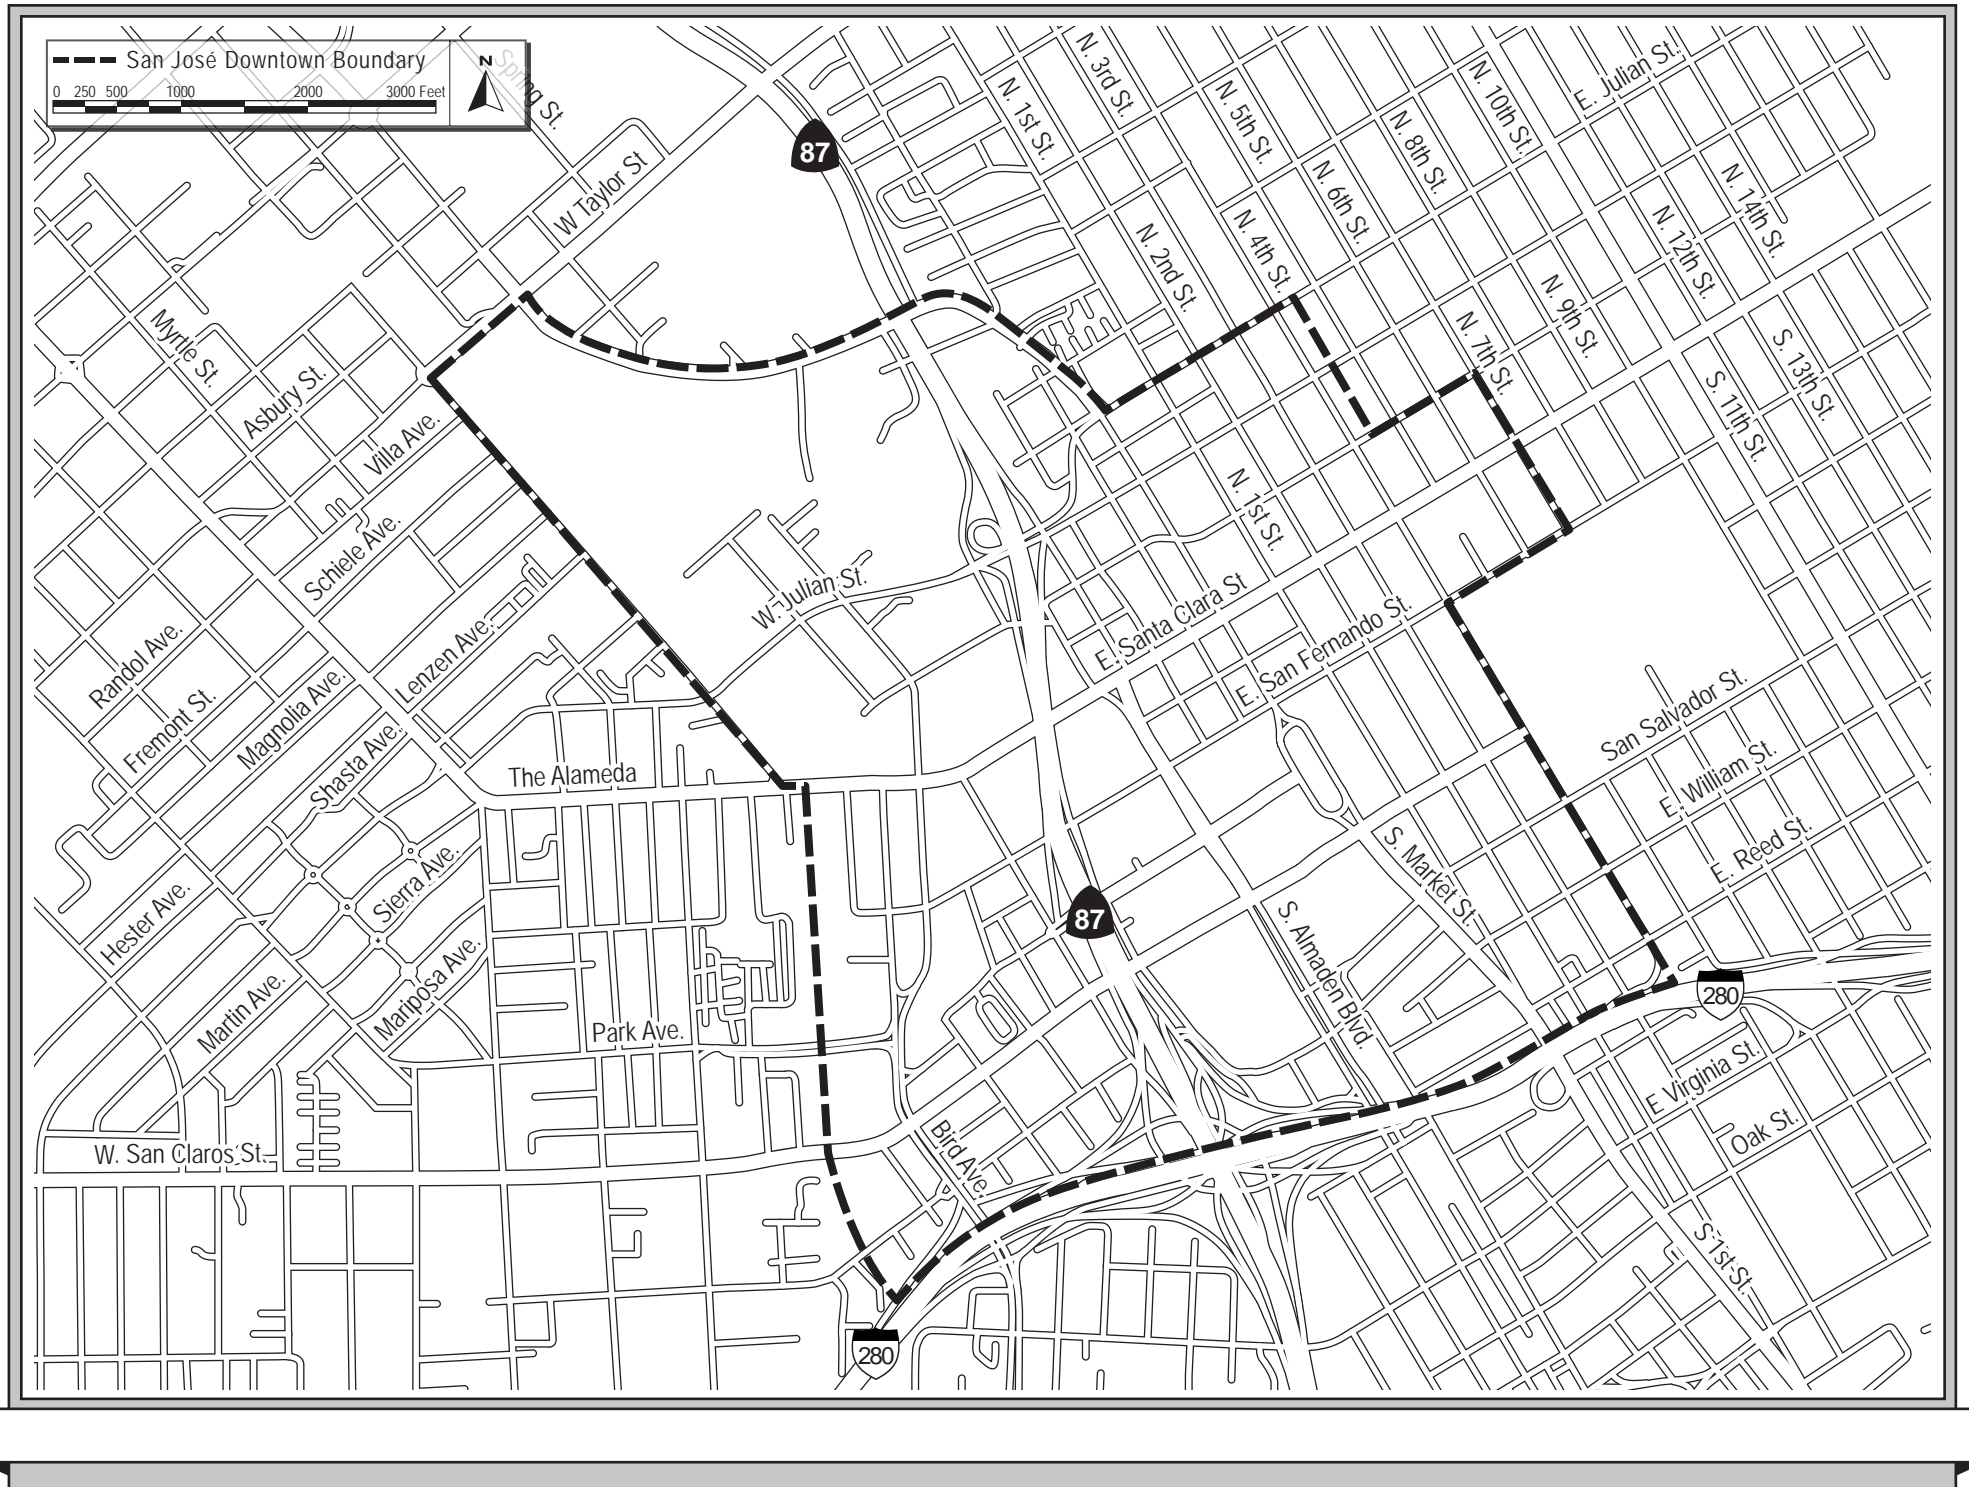 San José Downtown Boundary
N
0 250 500 1000 2000 3000 Feet
Spring St.
W Taylor St
87
N. 1st St.
N. 3rd St.
N. 5th St.
N. 6th St.
N. 8th St.
N. 10th St.
E. Julian St.
N. 2nd St.
N. 4th St.
N. 12th St.
N. 14th St.
N. 7th St.
N. 9th St.
S. 11th St.
S. 13th St.
Myrtle St.
Asbury St.
Villa Ave.
Schiele Ave.
Lenzen Ave.
Randol Ave.
Fremont St.
Magnolia Ave.
Shasta Ave.
W. Julian St.
N. 1st St.
E. Santa Clara St
E. San Fernando St.
The Alameda
San Salvador St.
E. William St.
E. Reed St.
S. Market St.
S. Almaden Blvd.
87
Hester Ave.
Sierra Ave.
Martin Ave.
Mariposa Ave.
Park Ave.
280
W. San Claros St.
Bird Ave.
E Virginia St.
Oak St.
S 1st St.
280